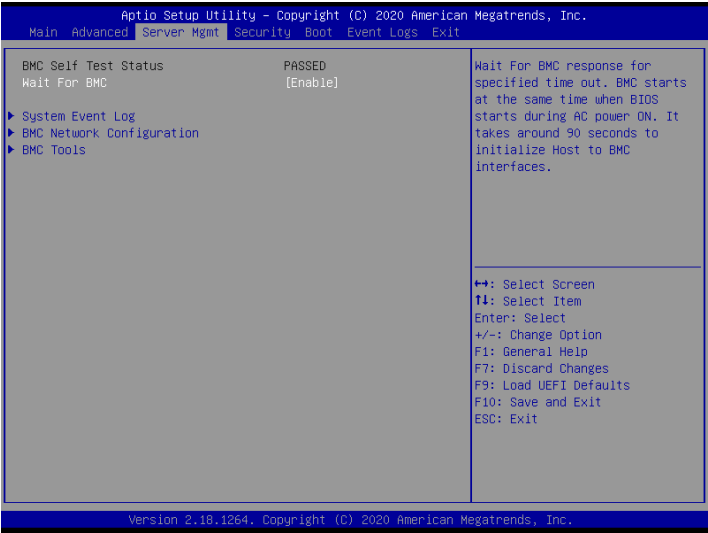 Aptio Setup Utility – Copyright (C) 2020 American Megatrends, Inc.
Main Advanced Server Mgmt Security Boot Event Logs Exit
BMC Self Test Status PASSED
Wait For BMC [Enable]
▶ System Event Log
▶ BMC Network Configuration
▶ BMC Tools
Wait For BMC response for
specified time out. BMC starts
at the same time when BIOS
starts during AC power ON. It
takes around 90 seconds to
initialize Host to BMC
interfaces.
↔: Select Screen
↑↓: Select Item
Enter: Select
+/-: Change Option
F1: General Help
F7: Discard Changes
F9: Load UEFI Defaults
F10: Save and Exit
ESC: Exit
Version 2.18.1264. Copyright (C) 2020 American Megatrends, Inc.